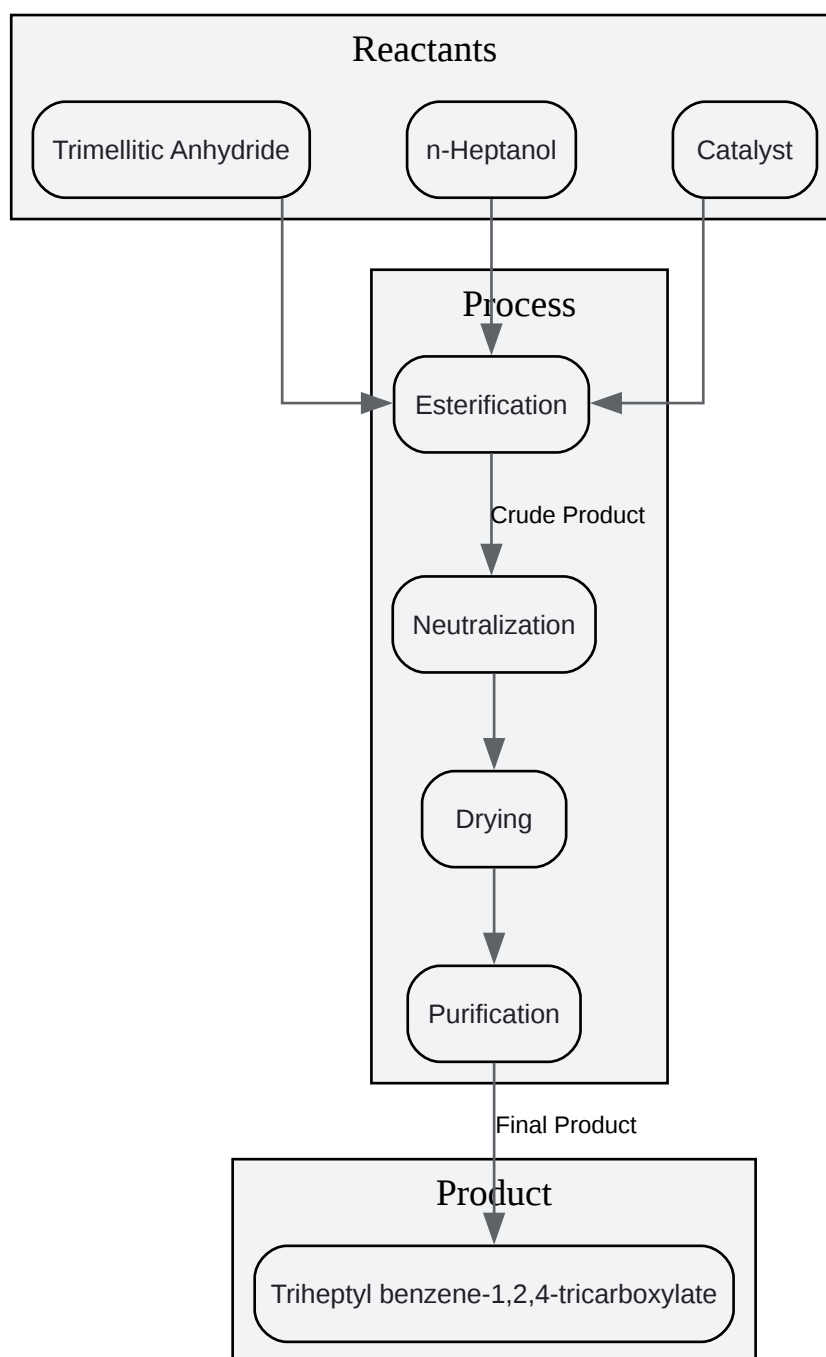 Reactants
Trimellitic Anhydride
n-Heptanol
Catalyst
Process
Esterification
Crude Product
Neutralization
Drying
Purification
Final Product
Product
Triheptyl benzene-1,2,4-tricarboxylate